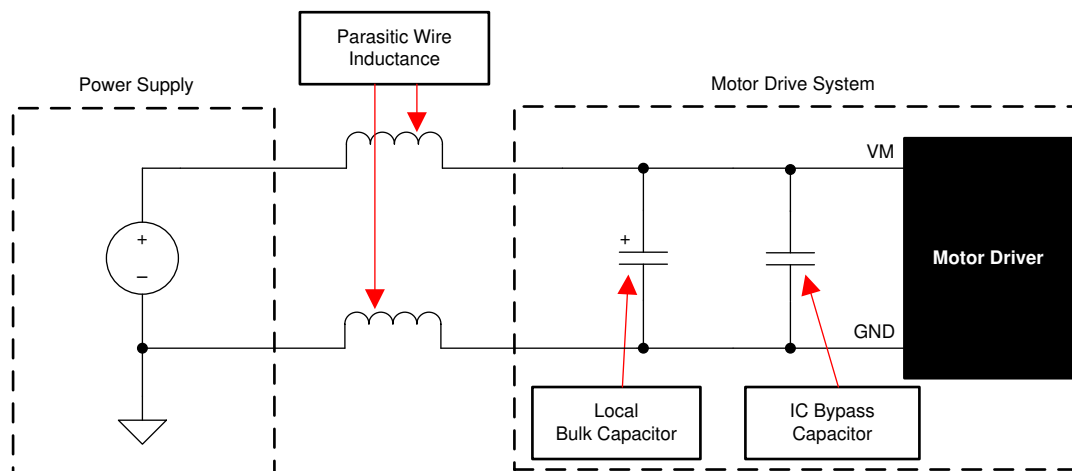 Parasitic Wire
Inductance
Power Supply
Motor Drive System
VM
+
–
+
Motor Driver
GND
Local
Bulk Capacitor
IC Bypass
Capacitor